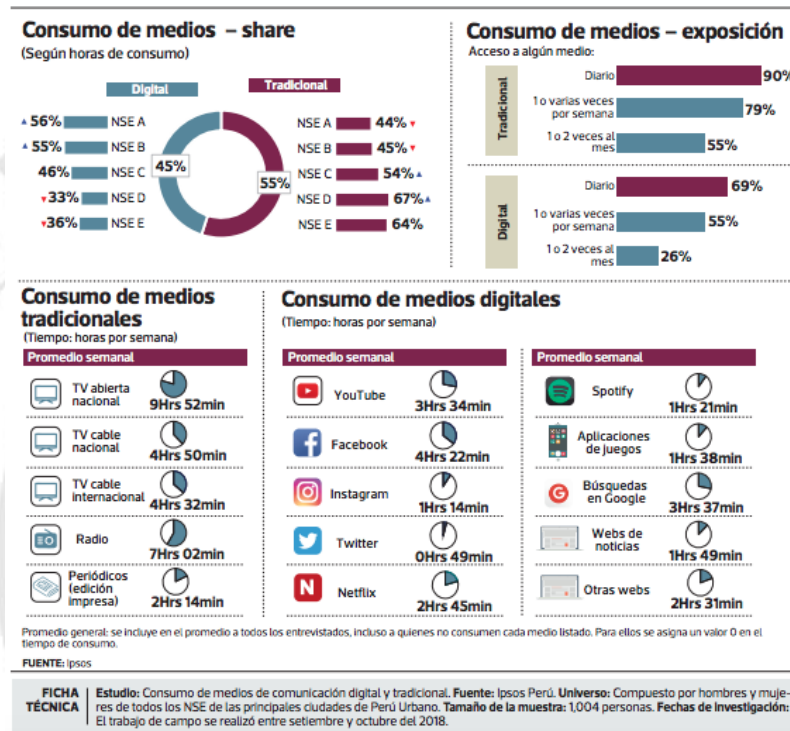 Consumo de medios – share
(Según horas de consumo)
Digital
Tradicional
56% NSE A
55% NSE B
46% NSE C
33% NSE D
36% NSE E
45%
55%
NSE A 44%
NSE B 45%
NSE C 54%
NSE D 67%
NSE E 64%
Consumo de medios – exposición
Acceso a algún medio:
Tradicional
Diario 90%
1 o varias veces
por semana 79%
1 o 2 veces al
mes 55%
Digital
Diario 69%
1 o varias veces
por semana 55%
1 o 2 veces al
mes 26%
Consumo de medios
tradicionales
(Tiempo: horas por semana)
Promedio semanal
TV abierta
nacional
9Hrs 52min
TV cable
nacional
4Hrs 50min
TV cable
internacional
4Hrs 32min
Radio
7Hrs 02min
Periódicos
(edición
impresa)
2Hrs 14min
Consumo de medios digitales
(Tiempo: horas por semana)
Promedio semanal
YouTube
3Hrs 34min
Facebook
4Hrs 22min
Instagram
1Hrs 14min
Twitter
0Hrs 49min
N
Netflix
2Hrs 45min
Promedio semanal
Spotify
1Hrs 21min
Aplicaciones
de juegos
1Hrs 38min
G
Búsquedas
en Google
3Hrs 37min
Webs de
noticias
1Hrs 49min
Otras webs
2Hrs 31min
Promedio general: se incluye en el promedio a todos los entrevistados, incluso a quienes no consumen cada medio listado. Para ellos se asigna un valor 0 en el
tiempo de consumo.
FUENTE: Ipsos
FICHA
TÉCNICA
Estudio: Consumo de medios de comunicación digital y tradicional. Fuente: Ipsos Perú. Universo: Compuesto por hombres y muje-
res de todos los NSE de las principales ciudades de Perú Urbano. Tamaño de la muestra: 1,004 personas. Fechas de investigación:
El trabajo de campo se realizó entre setiembre y octubre del 2018.